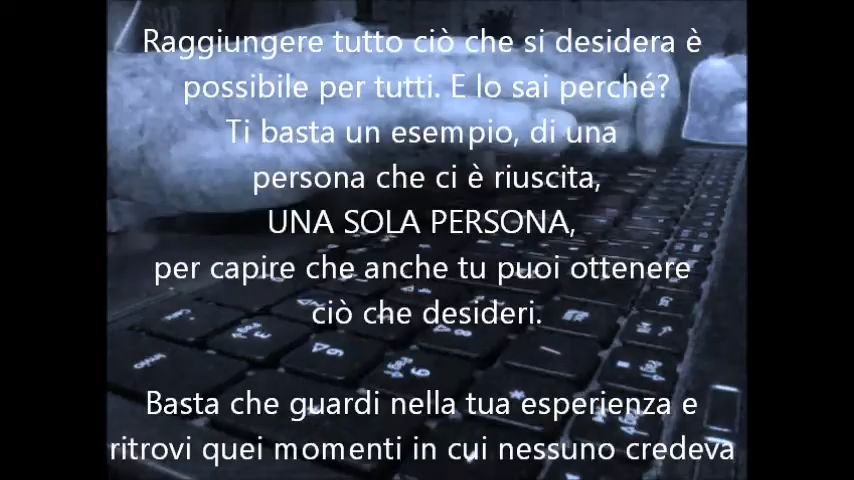 Raggiungere tutto ciò che si desidera è
possibile per tutti. E lo sai perché?
Ti basta un esempio, di una
persona che ci è riuscita,
UNA SOLA PERSONA,
per capire che anche tu puoi ottenere
ciò che desideri.
Basta che guardi nella tua esperienza e
ritrovi quei momenti in cui nessuno credeva